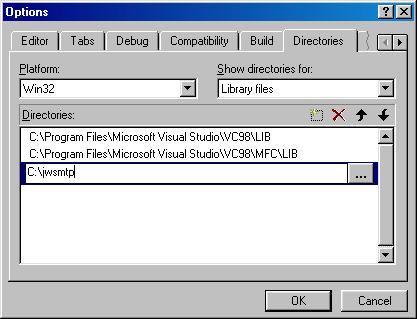 Options
Editor Tabs Debug Compatibility Build Directories
Platform: Show directories for:
Win32 Library files
Directories:
C:\Program Files\Microsoft Visual Studio\VC98\LIB
C:\Program Files\Microsoft Visual Studio\VC98\MFC\LIB
C:\jwsmtp ...
OK Cancel